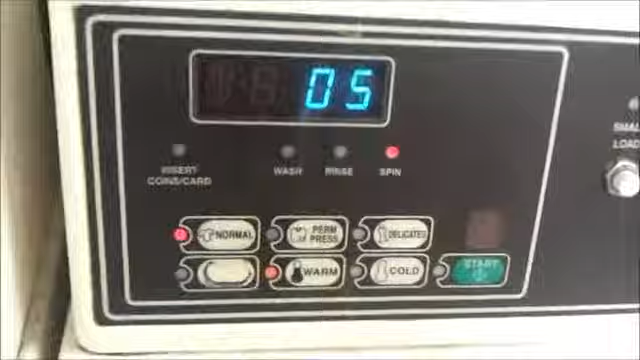 05
INSERT
COINS/CARD
WASH
RINSE
SPIN
SMALL
LOAD
NORMAL
PERM
PRESS
DELICATES
WARM
COLD
START